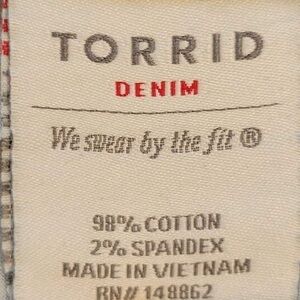 TORRID
DENIM
We swear by the fit ®
98% COTTON
2% SPANDEX
MADE IN VIETNAM
RN// 148862